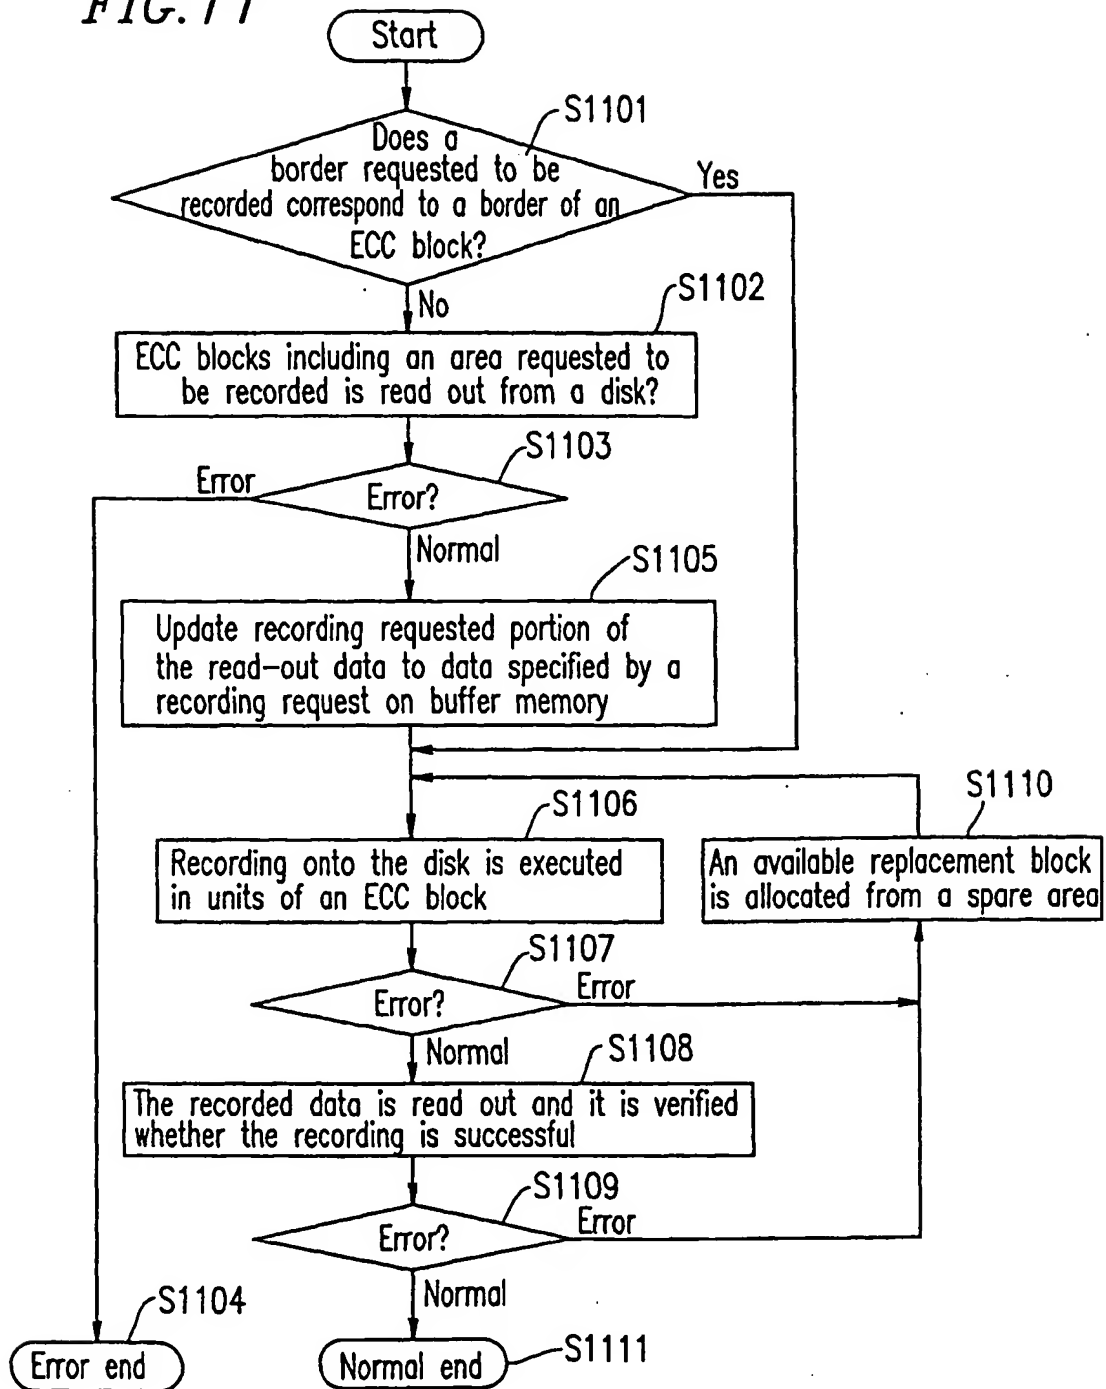 FIG. 11
Start
S1101
Does a
border requested to be
recorded correspond to a border of an
ECC block?
Yes
No
S1102
ECC blocks including an area requested to
be recorded is read out from a disk?
S1103
Error
Error?
Normal
S1105
Update recording requested portion of
the read-out data to data specified by a
recording request on buffer memory
S1106
S1110
Recording onto the disk is executed
in units of an ECC block
An available replacement block
is allocated from a spare area
S1107
Error?
Error
Normal
S1108
The recorded data is read out and it is verified
whether the recording is successful
S1109
Error?
Error
Normal
S1104
Error end
Normal end
S1111